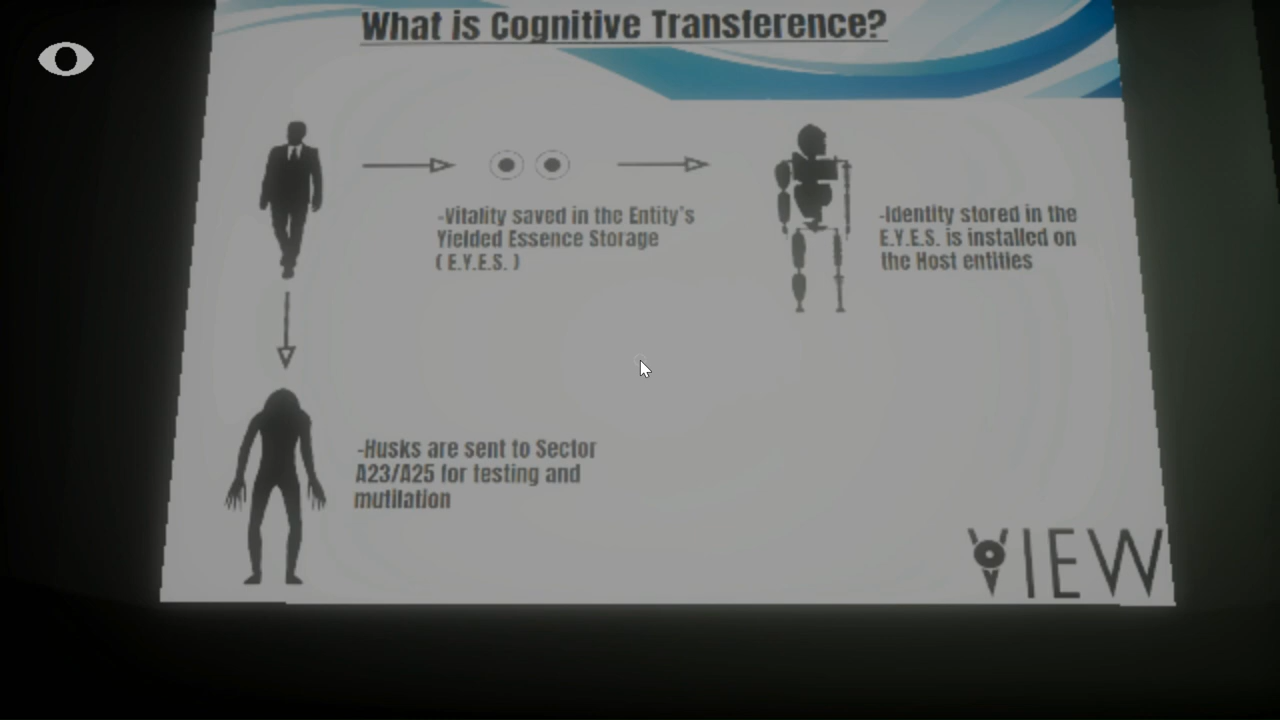 What is Cognitive Transference?
-Vitality saved in the Entity's
Yielded Essence Storage
( E.Y.E.S. )
-Identity stored in the
E.Y.E.S. is installed on
the Host entities
-Husks are sent to Sector
A23/A25 for testing and
mutilation
VIEW